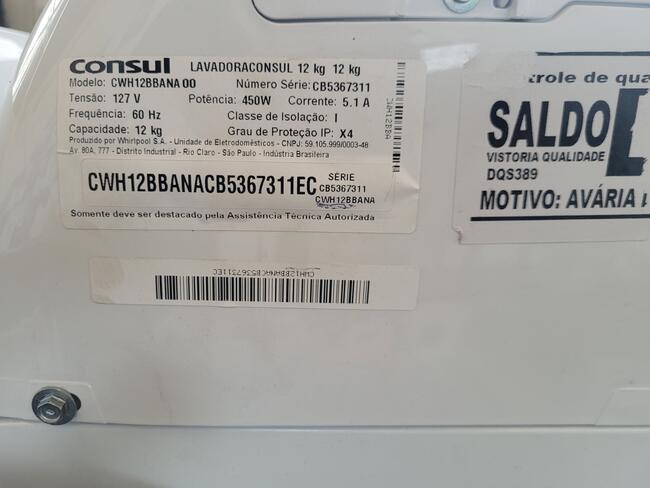 consul LAVADORACONSUL 12 kg 12 kg
Modelo: CWH12BBANA 00 Número Série: CB5367311
Tensão: 127 V Potência: 450W Corrente: 5.1 A
Frequência: 60 Hz Classe de Isolação: I
Capacidade: 12 kg Grau de Proteção IP: X4
Produzido por Whirlpool S.A. - Unidade de Eletrodomésticos - CNPJ: 59.105.999/0003-48
Av. 80A, 777 - Distrito Industrial - Rio Claro - São Paulo - Indústria Brasileira
CWH12BBANACB5367311EC
SÉRIE
CB5367311
CWH12BBANA
Somente deve ser destacado pela Assistência Técnica Autorizada
CWH12BBA
CWH12BBANACB5367311EC
trole de qua
SALDO
VISTORIA QUALIDADE
DQS389
MOTIVO: AVÁRIA